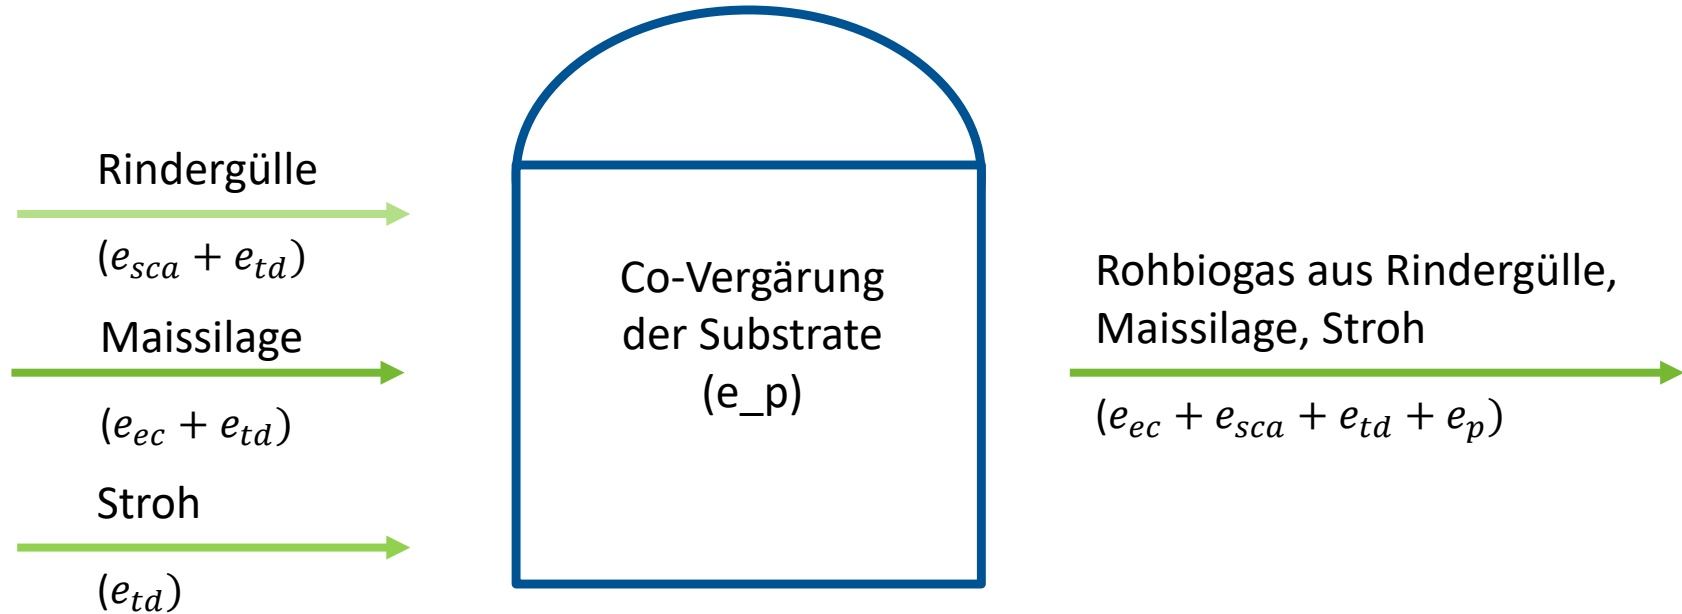 Rindergülle
(e_sca + e_td)
Maissilage
(e_ec + e_td)
Stroh
(e_td)
Co-Vergärung
der Substrate
(e_p)
Rohbiogas aus Rindergülle,
Maissilage, Stroh
(e_ec + e_sca + e_td + e_p)